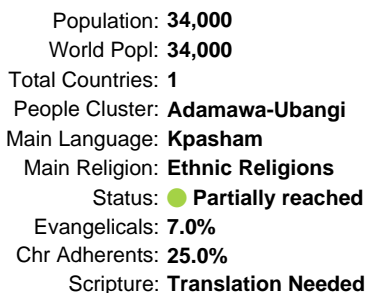 Population: 34,000
World Popl: 34,000
Total Countries: 1
People Cluster: Adamawa-Ubangi
Main Language: Kpasham
Main Religion: Ethnic Religions
Status: Partially reached
Evangelicals: 7.0%
Chr Adherents: 25.0%
Scripture: Translation Needed